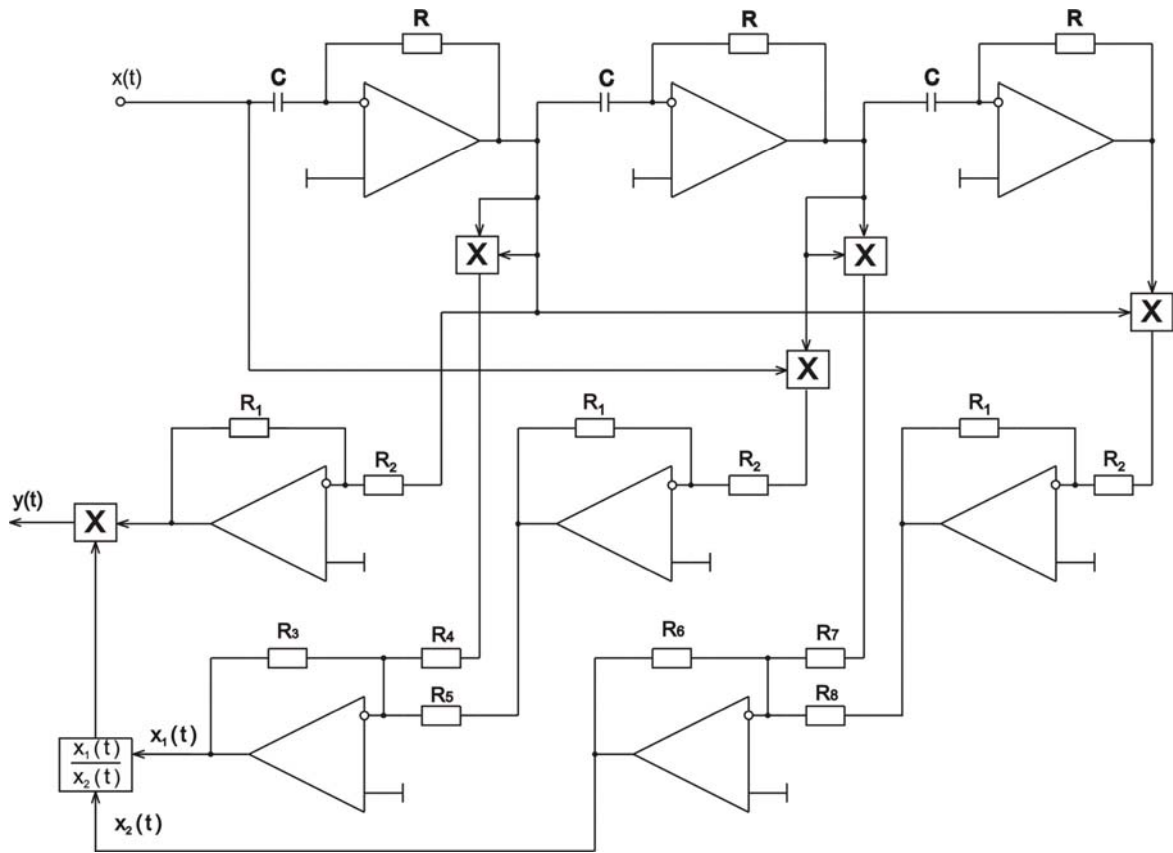 R R R
x(t) C C C
X X
X
X
R₁ R₁ R₁
R₂ R₂ R₂
y(t) X
R₃ R₄ R₆ R₇
R₅ R₈
x₁(t)
x₁(t)
x₂(t)
x₂(t)